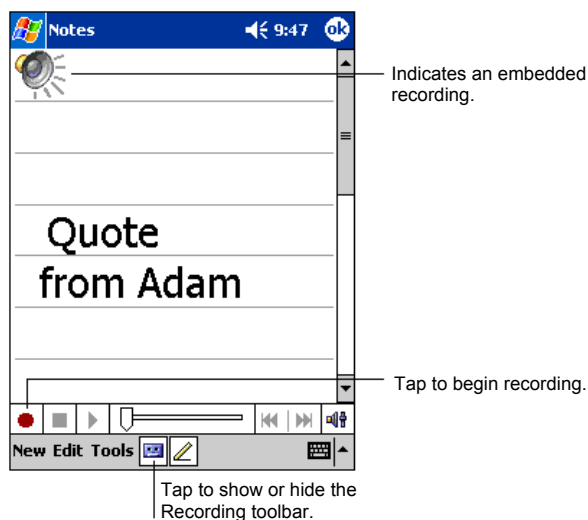 Notes 9:47 ok
Indicates an embedded
recording.
Quote
from Adam
Tap to begin recording.
New Edit Tools
Tap to show or hide the
Recording toolbar.